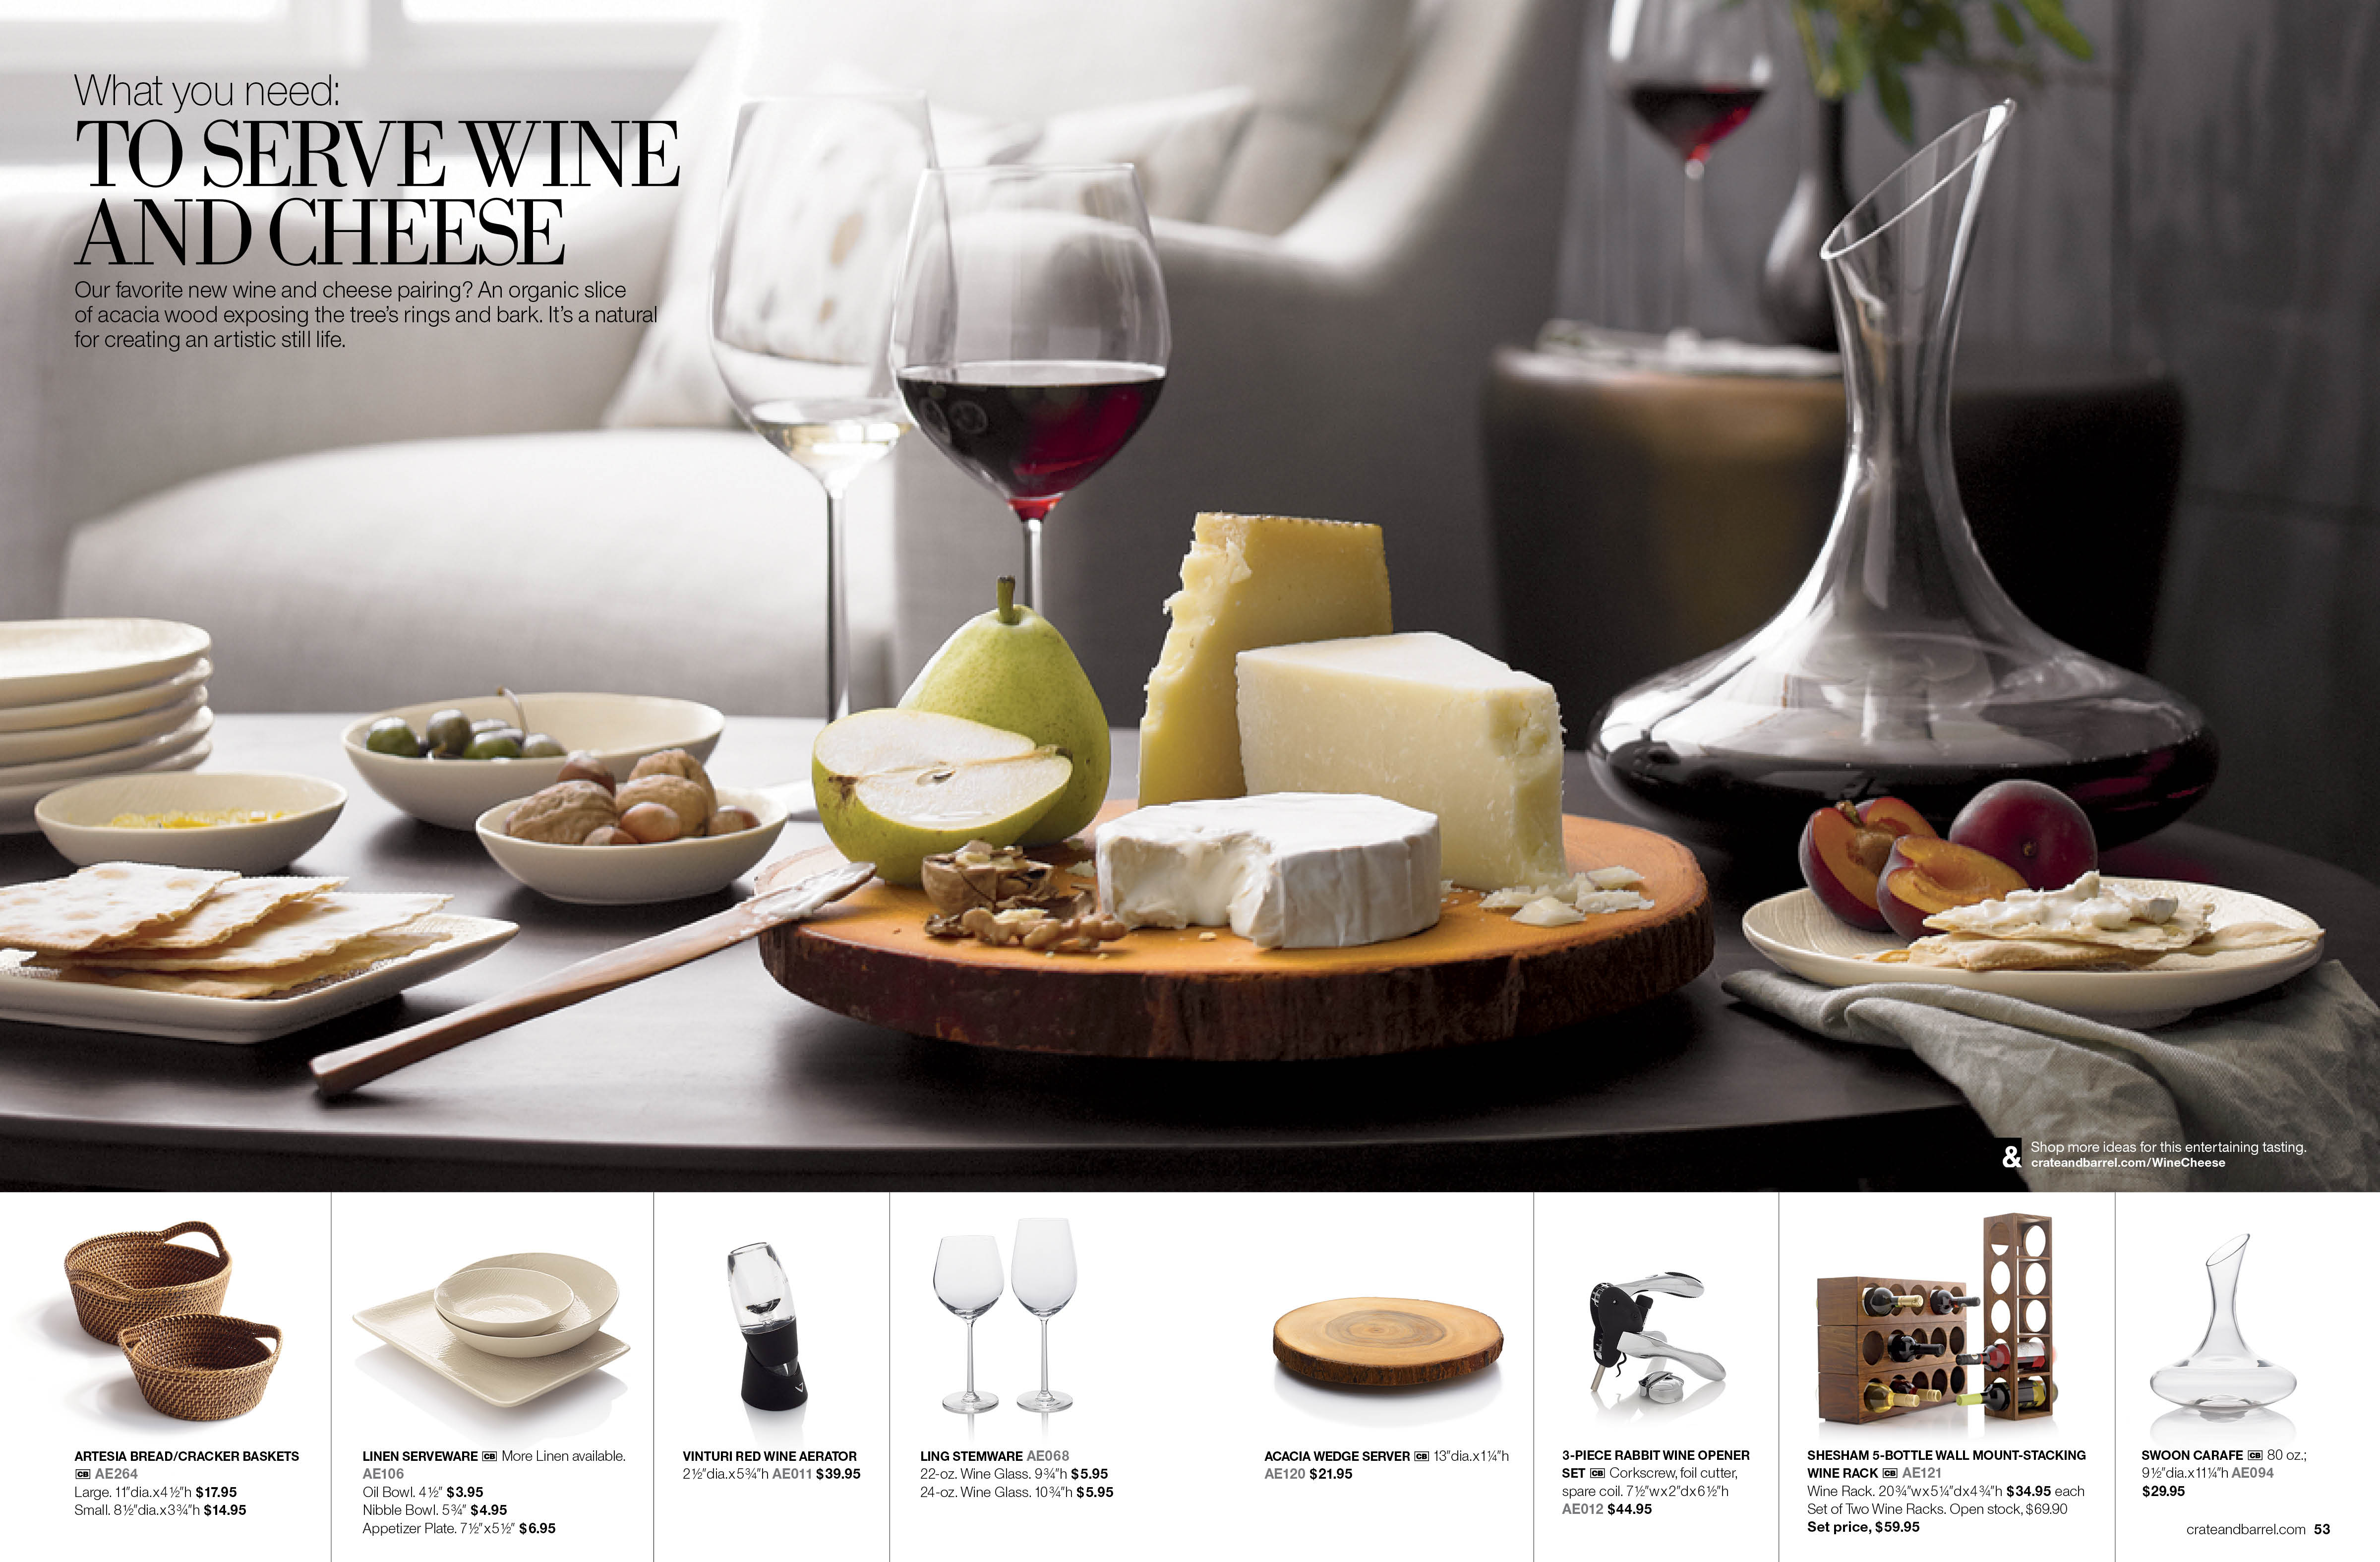 What you need:
TO SERVE WINE
AND CHEESE
Our favorite new wine and cheese pairing? An organic slice
of acacia wood exposing the tree's rings and bark. It's a natural
for creating an artistic still life.
& Shop more ideas for this entertaining tasting.
crateandbarrel.com/WineCheese
ARTESIA BREAD/CRACKER BASKETS
CB AE264
Large. 11"dia.x4½"h $17.95
Small. 8½"dia.x3¾"h $14.95
LINEN SERVEWARE CB More Linen available.
AE106
Oil Bowl. 4½" $3.95
Nibble Bowl. 5¾" $4.95
Appetizer Plate. 7½"x5½" $6.95
VINTURI RED WINE AERATOR
2½"dia.x5¾"h AE011 $39.95
LING STEMWARE AE068
22-oz. Wine Glass. 9¾"h $5.95
24-oz. Wine Glass. 10¾"h $5.95
ACACIA WEDGE SERVER CB 13"dia.x1¼"h
AE120 $21.95
3-PIECE RABBIT WINE OPENER
SET CB Corkscrew, foil cutter,
spare coil. 7½"wx2"dx6½"h
AE012 $44.95
SHESHAM 5-BOTTLE WALL MOUNT-STACKING
WINE RACK CB AE121
Wine Rack. 20¾"wx5¼"dx4¾"h $34.95 each
Set of Two Wine Racks. Open stock, $69.90
Set price, $59.95
SWOON CARAFE CB 80 oz.;
9½"dia.x11¼"h AE094
$29.95
crateandbarrel.com 53